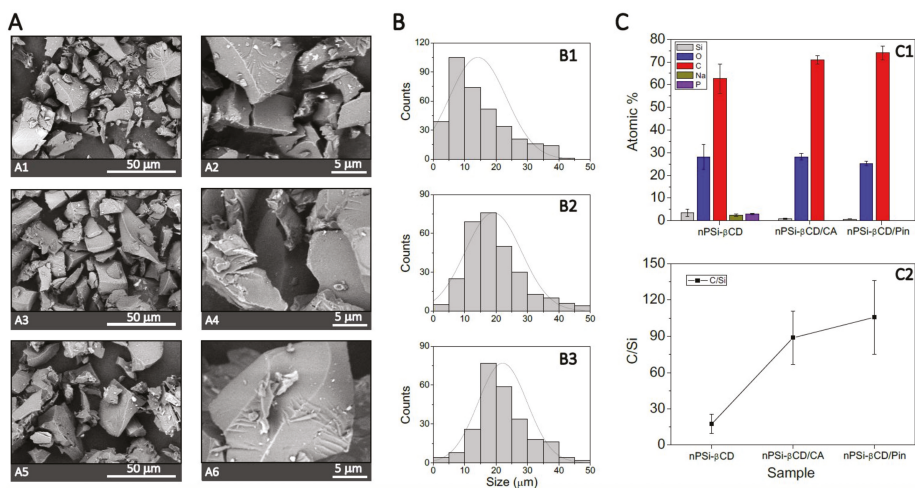 A
A1
50 µm
A2
5 µm
A3
50 µm
A4
5 µm
A5
50 µm
A6
5 µm
B
B1
Counts
120
90
60
30
0
0 10 20 30 40 50
B2
Counts
90
60
30
0
0 10 20 30 40 50
B3
Counts
90
60
30
0
0 10 20 30 40 50
Size (µm)
C
C1
Atomic %
80
70
60
50
40
30
20
10
0
Si
O
C
Na
P
nPSi-βCD nPSi-βCD/CA nPSi-βCD/Pin
C2
C/Si
150
120
90
60
30
0
C/Si
nPSi-βCD nPSi-βCD/CA nPSi-βCD/Pin
Sample